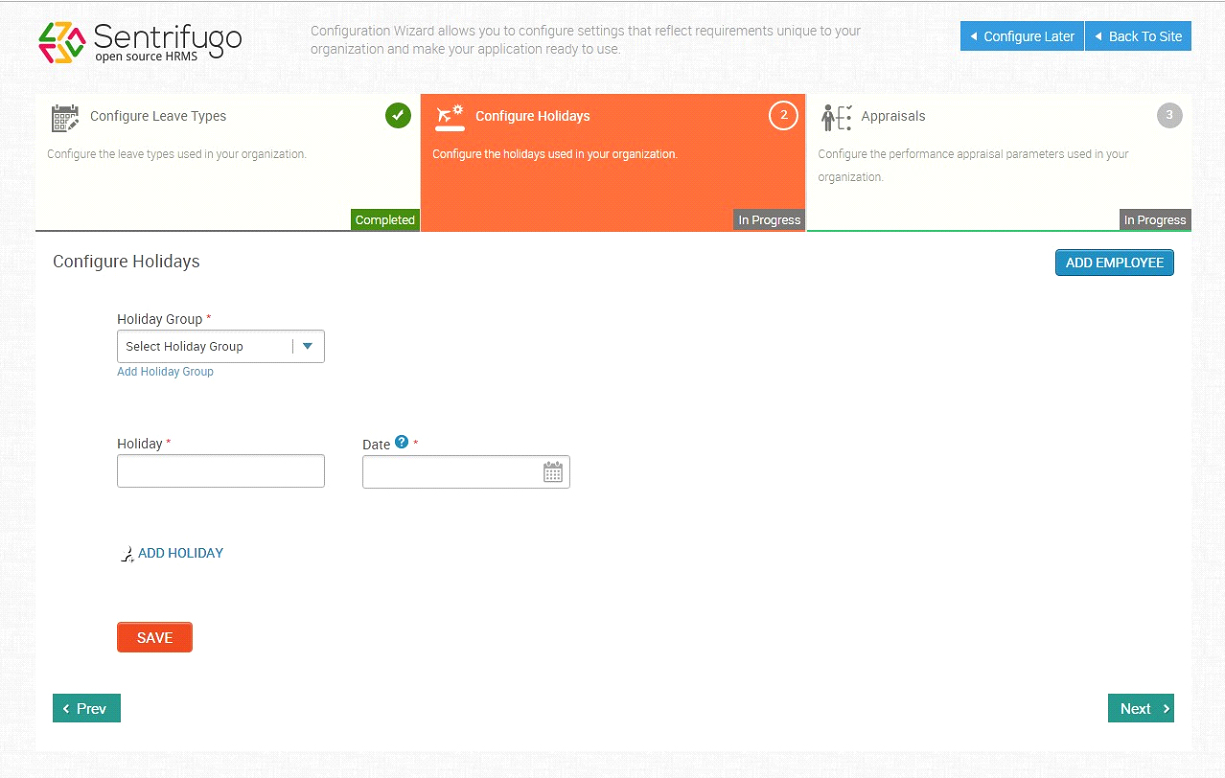 Sentrifugo
open source HRMS
Configuration Wizard allows you to configure settings that reflect requirements unique to your
organization and make your application ready to use.
Configure Later
Back To Site
Configure Leave Types
Configure the leave types used in your organization.
Completed
Configure Holidays
2
Configure the holidays used in your organization.
In Progress
Appraisals
3
Configure the performance appraisal parameters used in your
organization.
In Progress
Configure Holidays
ADD EMPLOYEE
Holiday Group *
Select Holiday Group
Add Holiday Group
Holiday *
Date ? *
ADD HOLIDAY
SAVE
Prev
Next